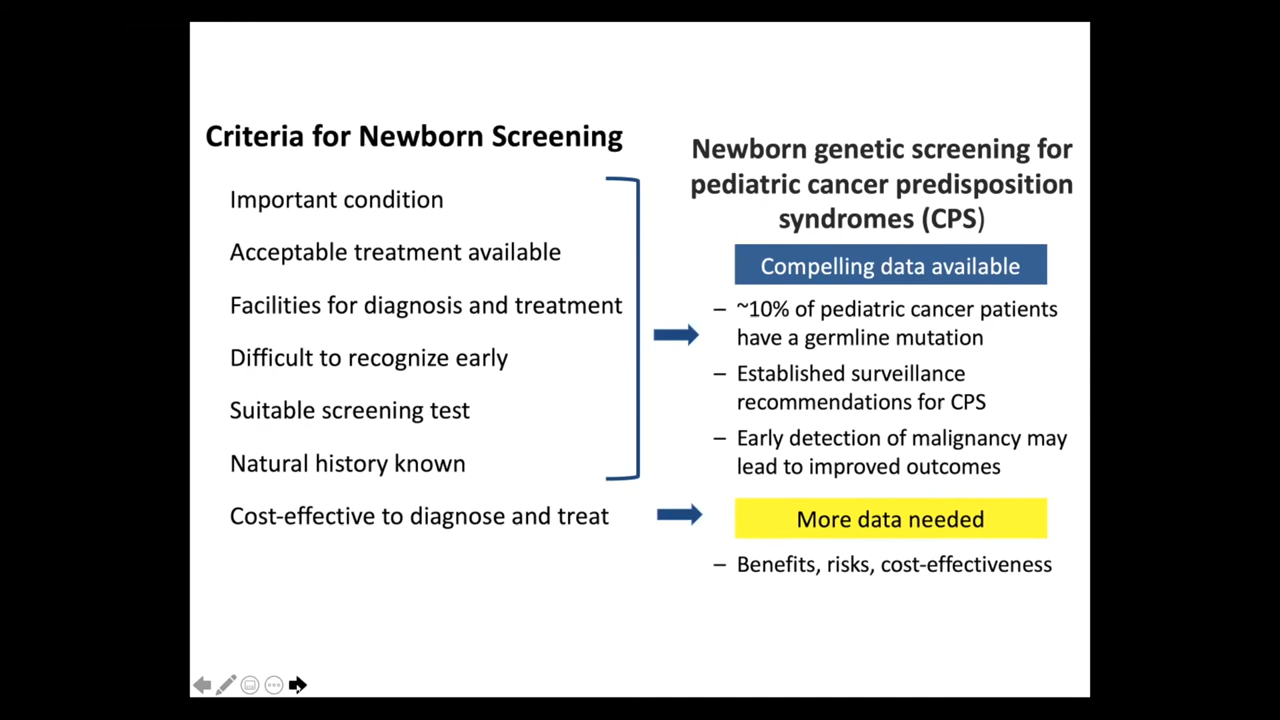 Criteria for Newborn Screening
Important condition
Acceptable treatment available
Facilities for diagnosis and treatment
Difficult to recognize early
Suitable screening test
Natural history known
Cost-effective to diagnose and treat
Newborn genetic screening for
pediatric cancer predisposition
syndromes (CPS)
Compelling data available
– ~10% of pediatric cancer patients
have a germline mutation
– Established surveillance
recommendations for CPS
– Early detection of malignancy may
lead to improved outcomes
More data needed
– Benefits, risks, cost-effectiveness